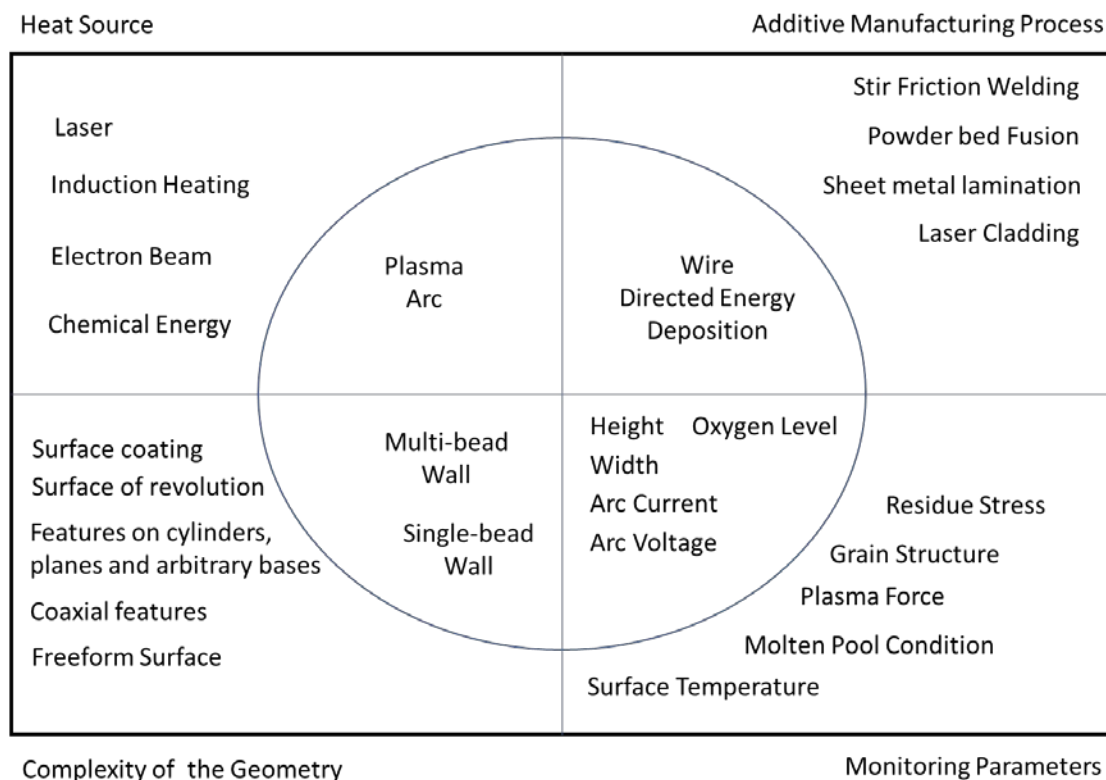 Heat Source
Additive Manufacturing Process
Laser
Induction Heating
Electron Beam
Chemical Energy
Plasma
Arc
Stir Friction Welding
Powder bed Fusion
Sheet metal lamination
Laser Cladding
Wire
Directed Energy
Deposition
Surface coating
Surface of revolution
Features on cylinders,
planes and arbitrary bases
Coaxial features
Freeform Surface
Multi-bead
Wall
Single-bead
Wall
Height Oxygen Level
Width
Arc Current
Arc Voltage
Residue Stress
Grain Structure
Plasma Force
Molten Pool Condition
Surface Temperature
Complexity of the Geometry
Monitoring Parameters